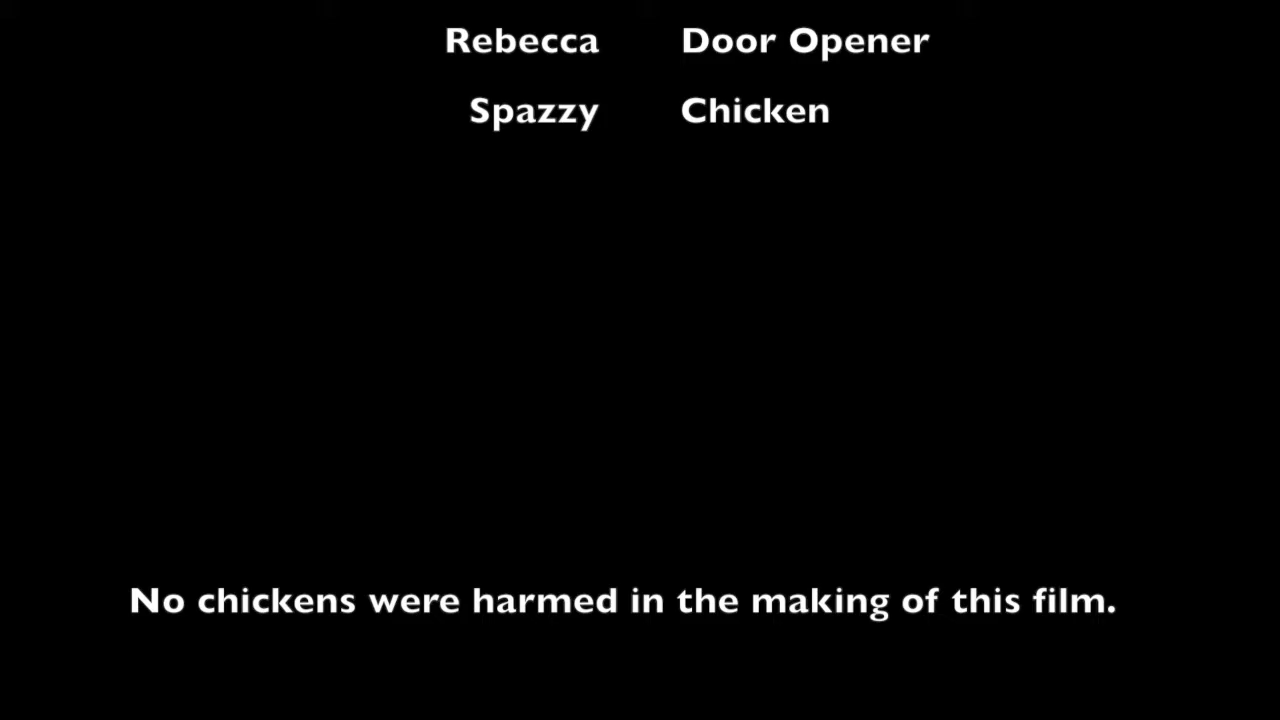 Rebecca Door Opener
Spazzy Chicken
No chickens were harmed in the making of this film.